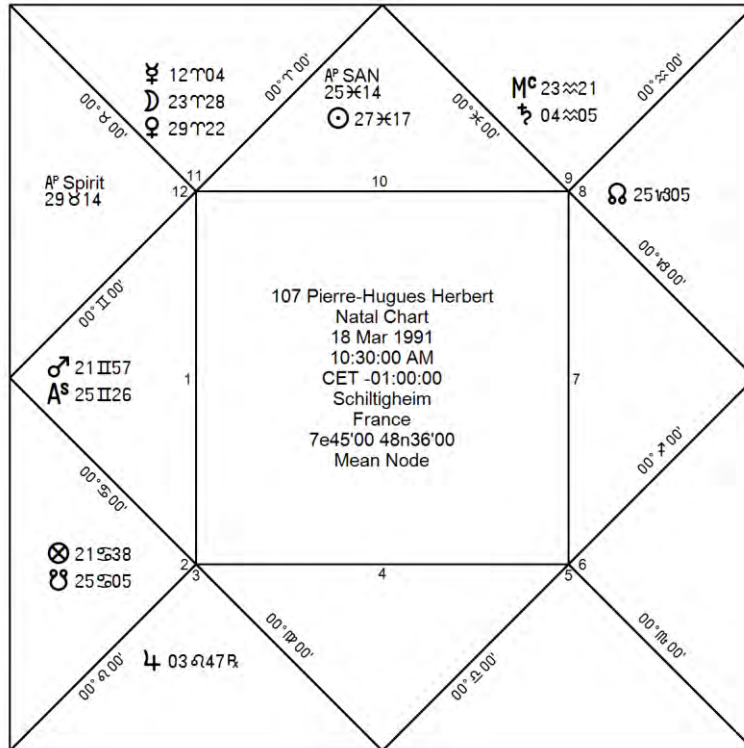 ☿ 12♈04
☽ 23♈28
♀ 29♈22
AP SAN
25♓14
☉ 27♓17
Mc 23♒21
♄ 04♒05
00°♉00'
00°♈00'
00°♓00'
00°♒00'
11
12
10
9
8
AP Spirit
29♉14
☊ 25♑05
00°♊00'
00°♑00'
107 Pierre-Hugues Herbert
Natal Chart
18 Mar 1991
10:30:00 AM
CET -01:00:00
Schiltigheim
France
7e45'00 48n36'00
Mean Node
♂ 21♊57
As 25♊26
1
7
00°♋00'
00°♐00'
⊗ 21♋38
☋ 25♋05
2
3
4
5
6
♃ 03♌47℞
00°♌00'
00°♍00'
00°♎00'
00°♏00'